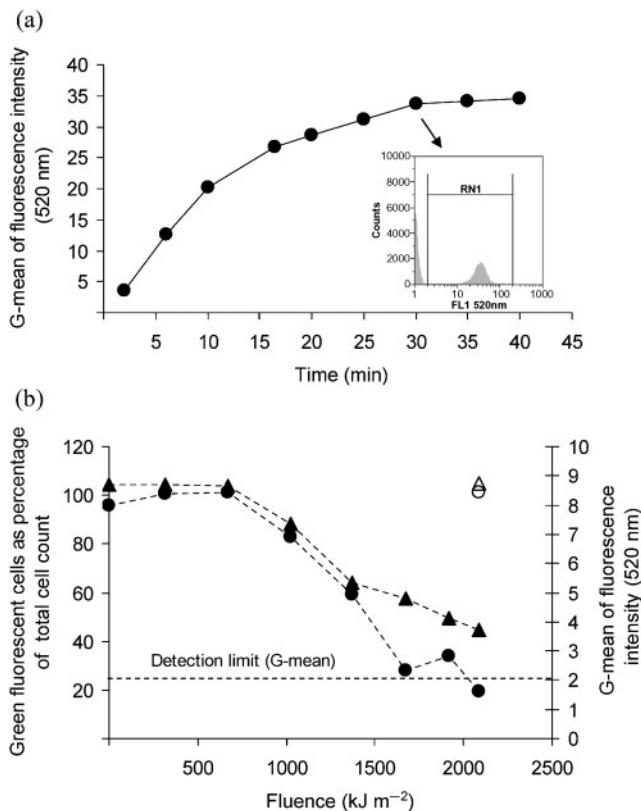 (a)
G-mean of fluorescence intensity
(520 nm)
40
35
30
25
20
15
10
5
5 10 15 20 25 30 35 40 45
Time (min)
10000
8000
6000
4000
2000
0
Counts
RN1
1 10 100 1000
FL1 520nm
(b)
Green fluorescent cells as percentage
of total cell count
120
100
80
60
40
20
Detection limit (G-mean)
10
9
8
7
6
5
4
3
2
1
0
G-mean of fluorescence
intensity (520 nm)
500 1000 1500 2000 2500
Fluence (kJ m⁻²)